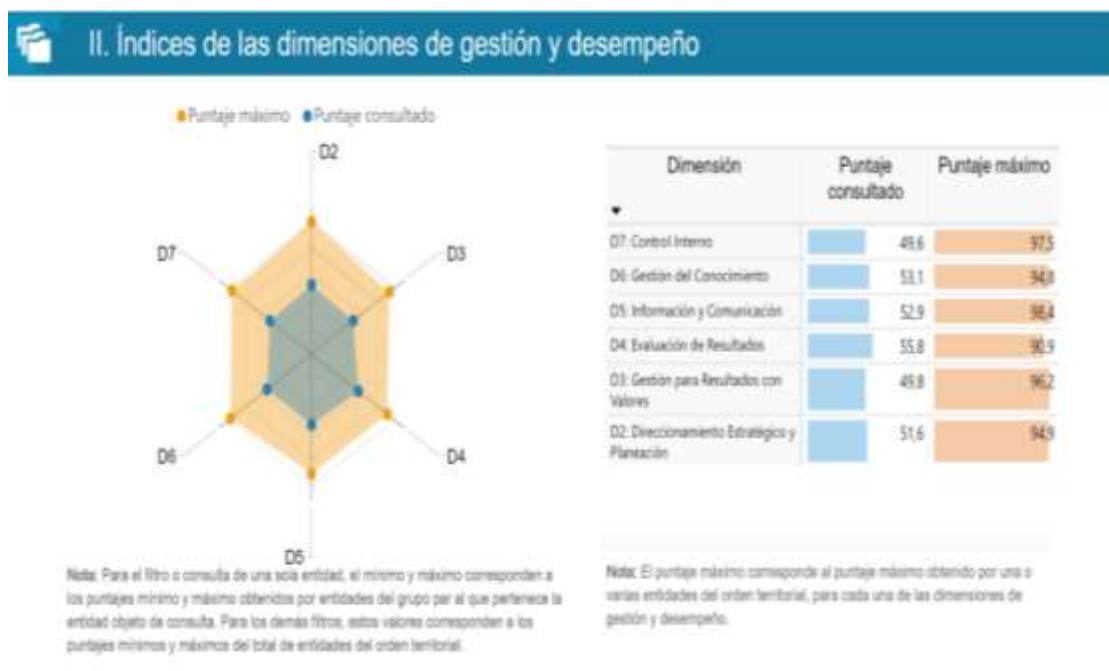 II. Índices de las dimensiones de gestión y desempeño
Puntaje máximo Puntaje consultado
D2
D3
D4
D5
D6
D7
Dimensión Puntaje consultado Puntaje máximo
D7: Control Interno 49,6 97,5
D6: Gestión del Conocimiento 53,1 94,8
D5: Información y Comunicación 52,9 98,4
D4: Evaluación de Resultados 55,8 90,9
D3: Gestión para Resultados con
Valores 49,8 96,2
D2: Direccionamiento Estratégico y
Planeación 51,6 94,9
Nota: Para el filtro o consulta de una sola entidad, el mínimo y máximo corresponden a
los puntajes mínimo y máximo obtenidos por entidades del grupo par al que pertenece la
entidad objeto de consulta. Para los demás filtros, estos valores corresponden a los
puntajes mínimos y máximos del total de entidades del orden territorial.
Nota: El puntaje máximo corresponde al puntaje máximo obtenido por una o
varias entidades del orden territorial, para cada una de las dimensiones de
gestión y desempeño.